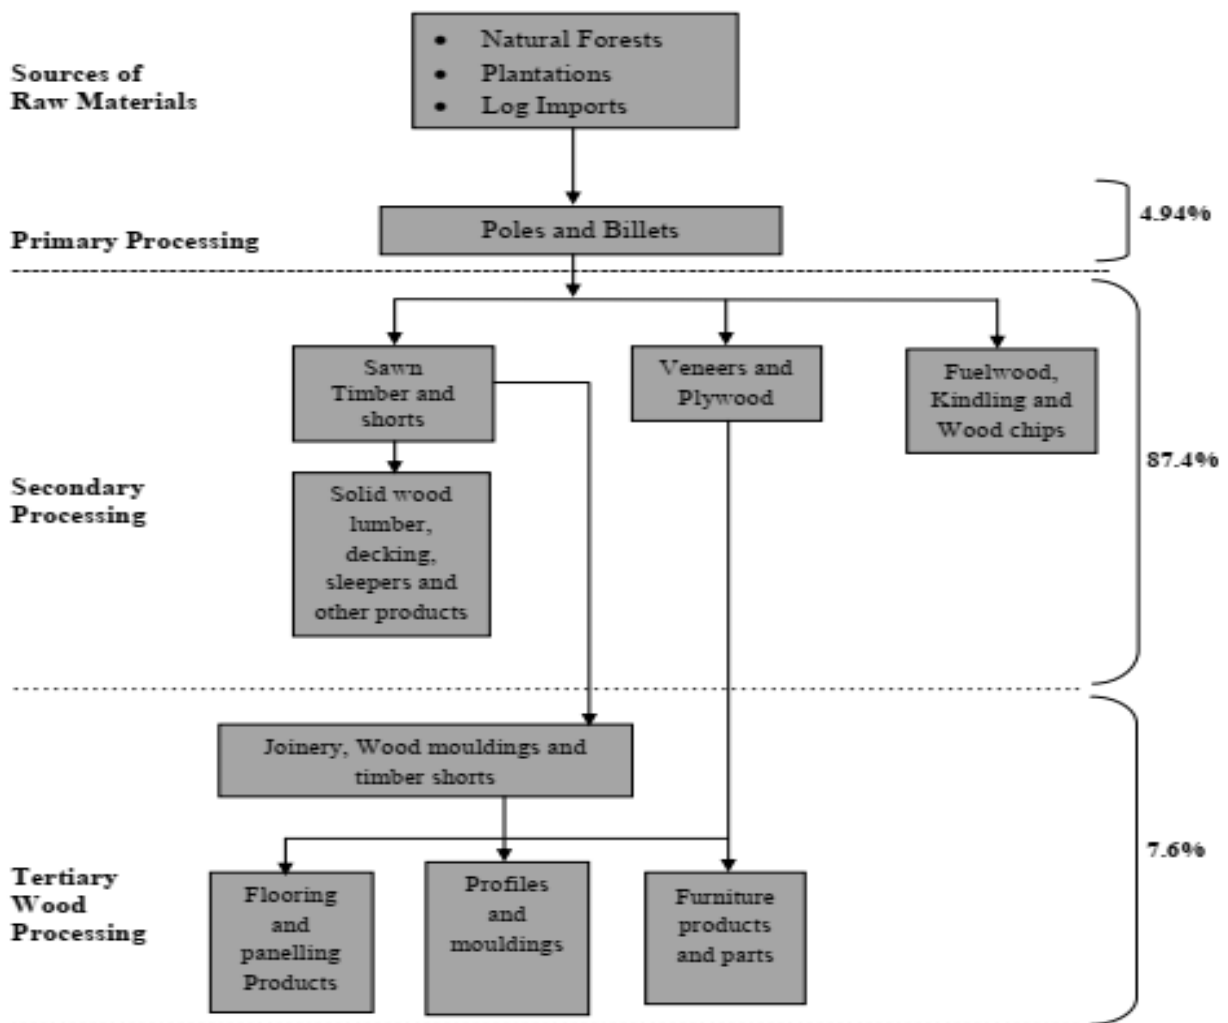 Sources of
Raw Materials
• Natural Forests
• Plantations
• Log Imports
Primary Processing
Poles and Billets
4.94%
Sawn
Timber and
shorts
Veneers and
Plywood
Fuelwood,
Kindling and
Wood chips
87.4%
Secondary
Processing
Solid wood
lumber,
decking,
sleepers and
other products
Joinery, Wood mouldings and
timber shorts
7.6%
Tertiary
Wood
Processing
Flooring
and
panelling
Products
Profiles
and
mouldings
Furniture
products
and parts